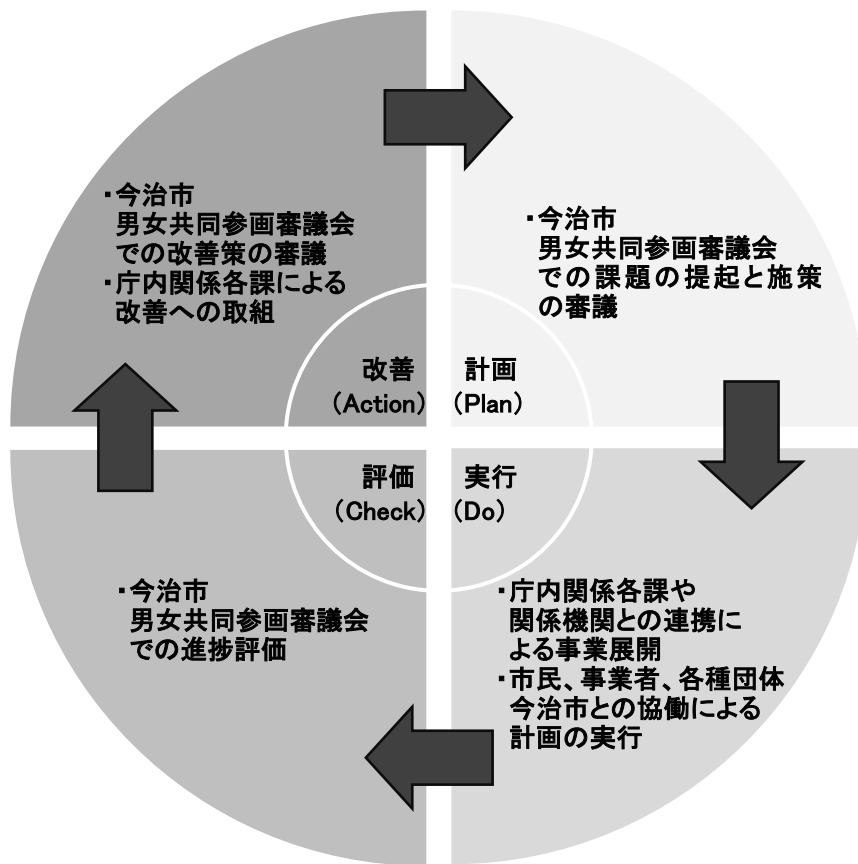 ・今治市
男女共同参画審議会
での改善策の審議
・庁内関係各課による
改善への取組
改善
(Action)
・今治市
男女共同参画審議会
での課題の提起と施策
の審議
計画
(Plan)
評価
(Check)
・今治市
男女共同参画審議会
での進捗評価
実行
(Do)
・庁内関係各課や
関係機関との連携に
よる事業展開
・市民、事業者、各種団体
今治市との協働による
計画の実行